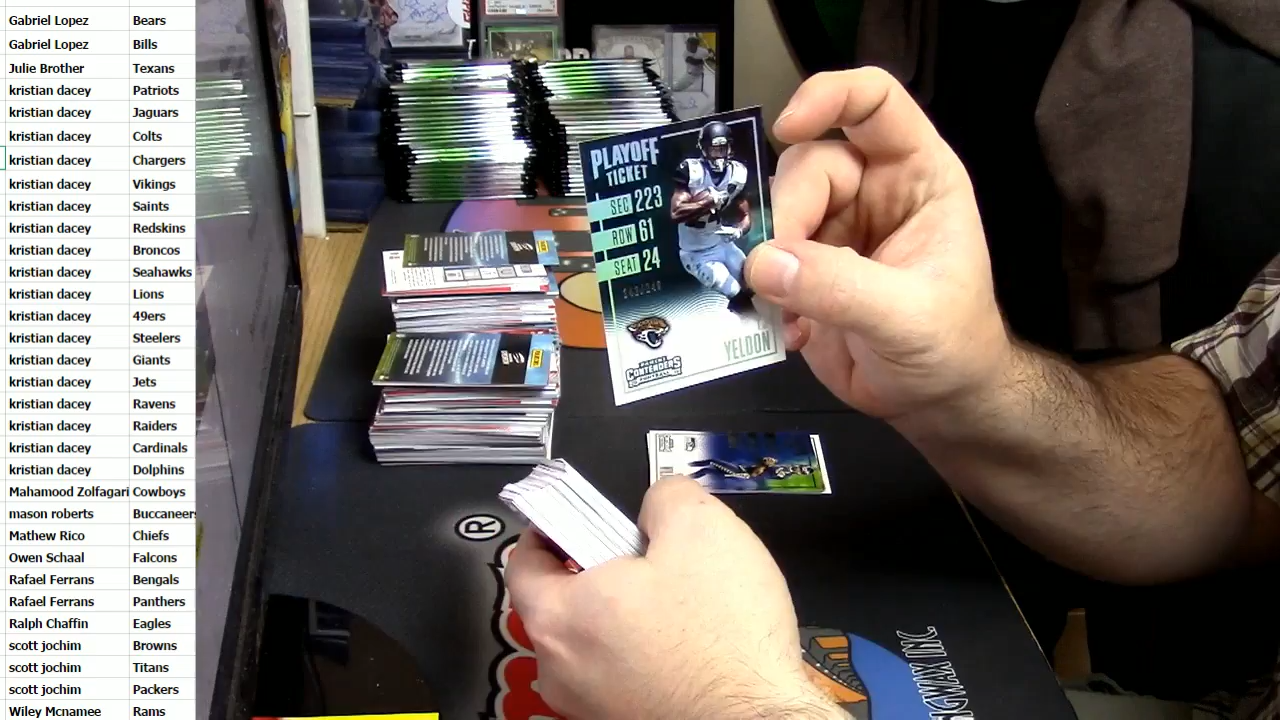 Gabriel Lopez Bears
Gabriel Lopez Bills
Julie Brother Texans
kristian dacey Patriots
kristian dacey Jaguars
kristian dacey Colts
kristian dacey Chargers
kristian dacey Vikings
kristian dacey Saints
kristian dacey Redskins
kristian dacey Broncos
kristian dacey Seahawks
kristian dacey Lions
kristian dacey 49ers
kristian dacey Steelers
kristian dacey Giants
kristian dacey Jets
kristian dacey Ravens
kristian dacey Raiders
kristian dacey Cardinals
kristian dacey Dolphins
Mahamood Zolfagari Cowboys
mason roberts Buccaneers
Mathew Rico Chiefs
Owen Schaal Falcons
Rafael Ferrans Bengals
Rafael Ferrans Panthers
Ralph Chaffin Eagles
scott jochim Browns
scott jochim Titans
scott jochim Packers
Wiley Mcnamee Rams
PLAYOFF
TICKET
SEC 223
ROW 61
SEAT 24
YELDON
PANINI
CONTENDERS
FOOTBALL
®
INC